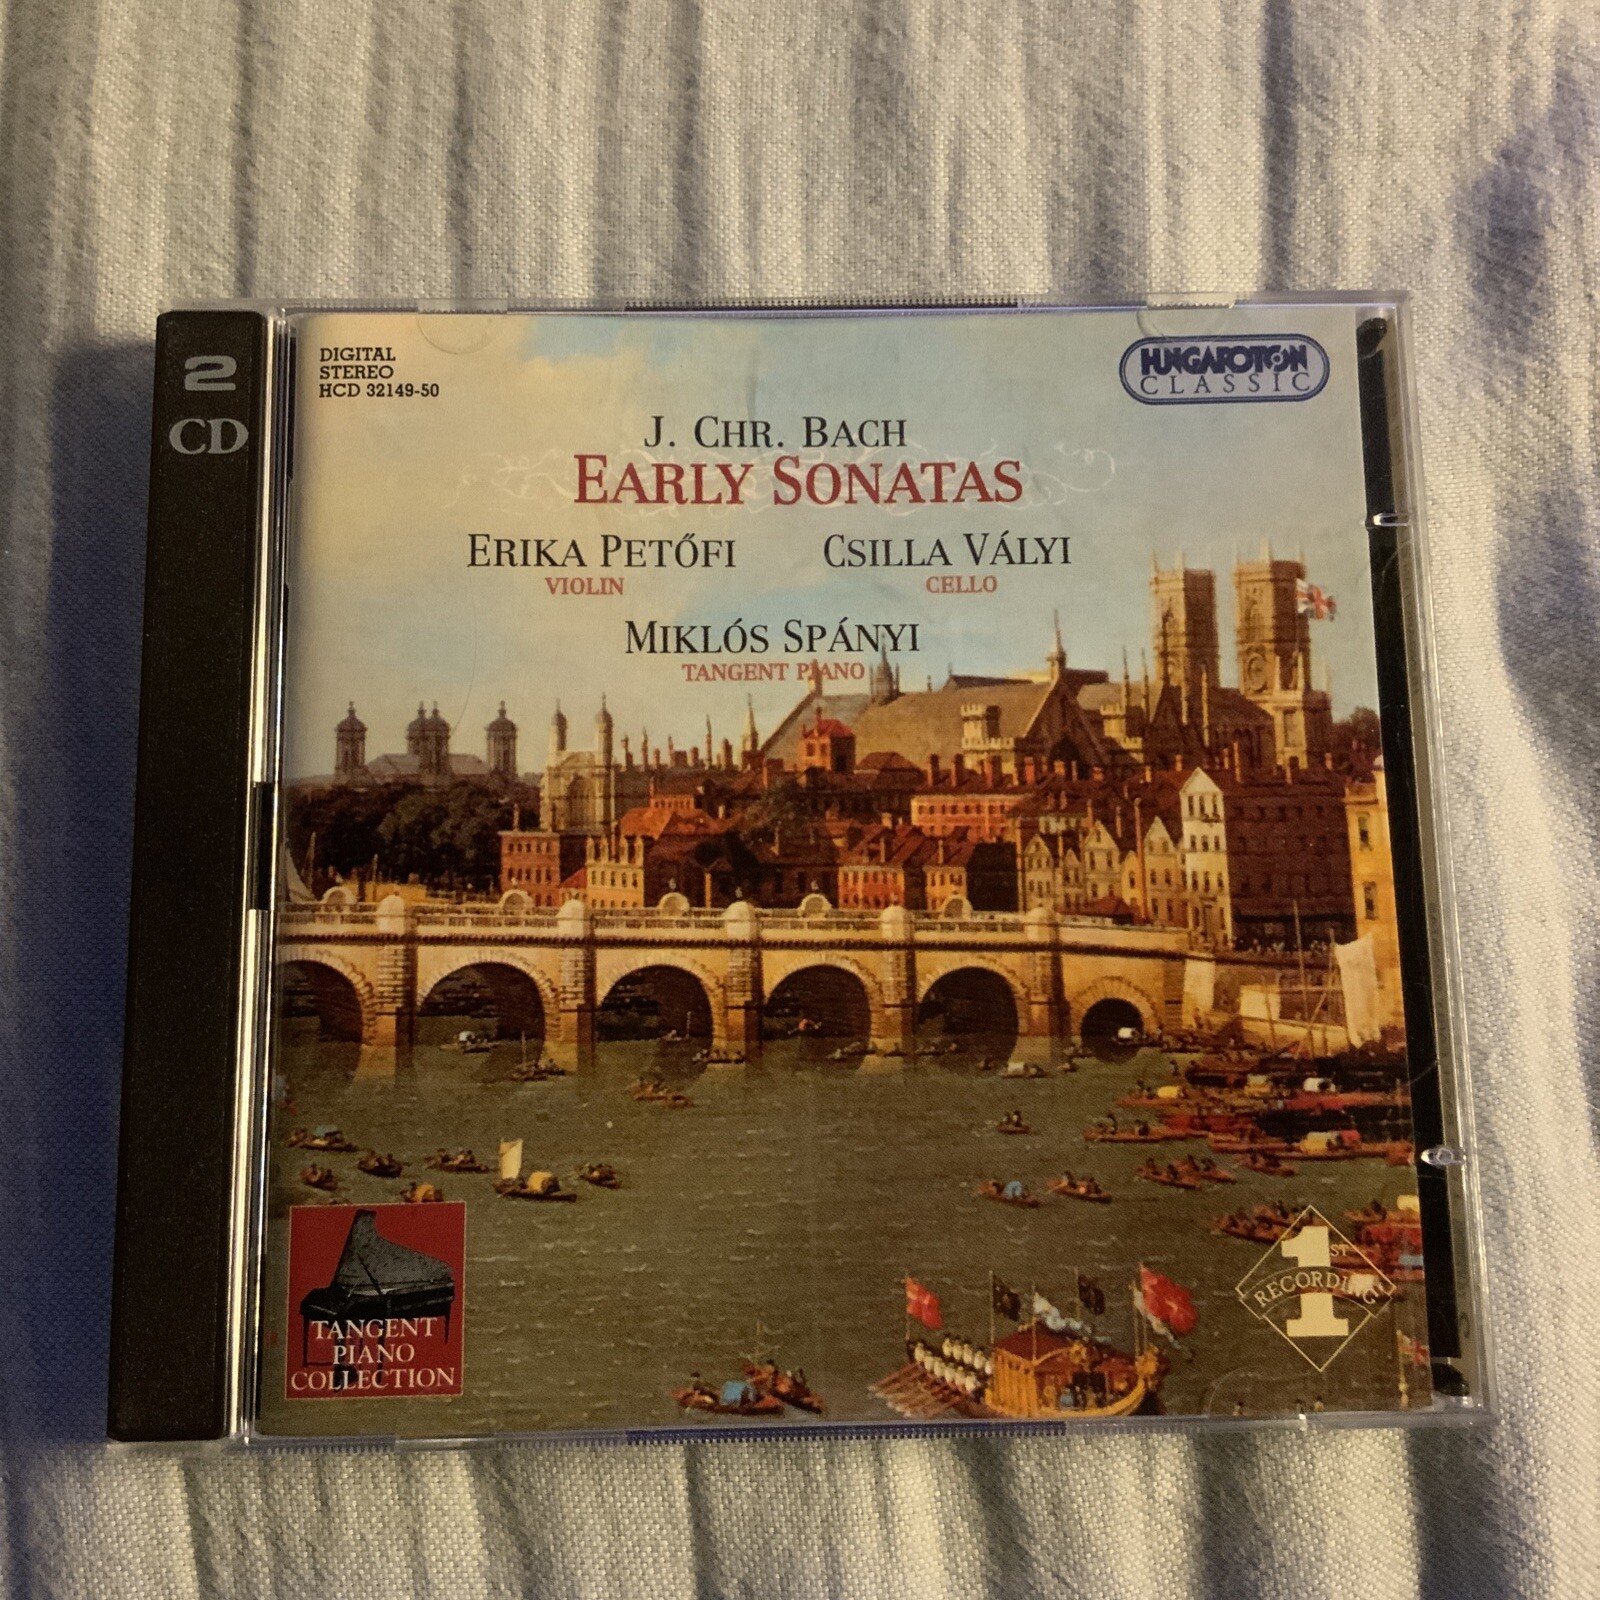 2
CD
DIGITAL
STEREO
HCD 32149-50
HUNGAROTON
CLASSIC
J. CHR. BACH
EARLY SONATAS
ERIKA PETŐFI
VIOLIN
CSILLA VÁLYI
CELLO
MIKLÓS SPÁNYI
TANGENT PIANO
TANGENT
PIANO
COLLECTION
1ST
RECORDING